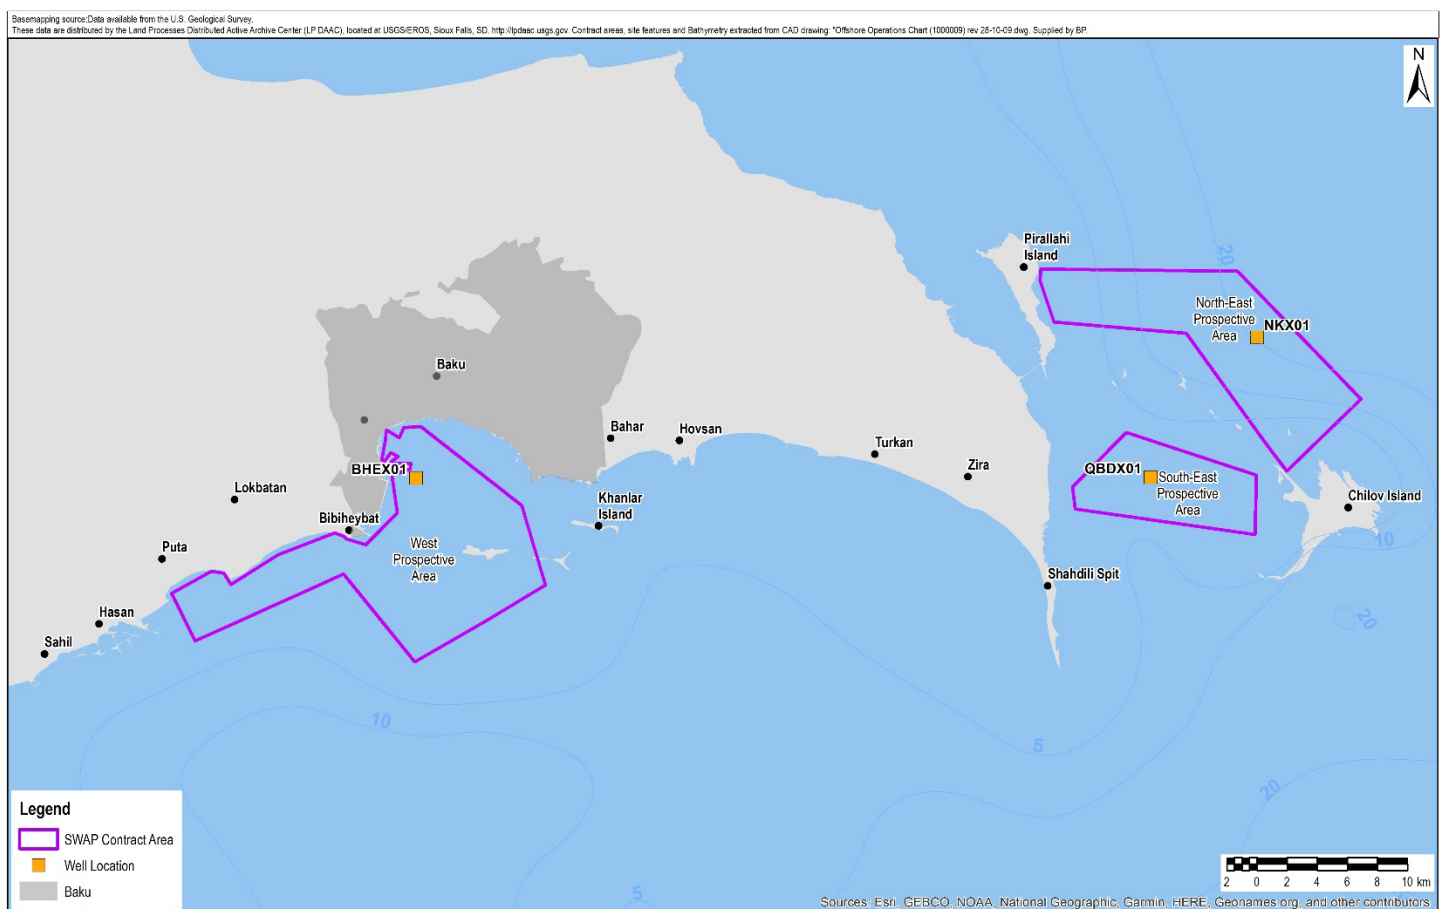 Basemapping source:Data available from the U.S. Geological Survey,
These data are distributed by the Land Processes Distributed Active Archive Center (LP DAAC), located at USGS/EROS, Sioux Falls, SD. http://lpdaac.usgs.gov. Contract areas, site features and Bathymetry extracted from CAD drawing: "Offshore Operations Chart (1000009) rev 28-10-09.dwg. Supplied by BP.
N
Pirallahi
Island
20
North-East
Prospective
Area
NKX01
Baku
Bahar
Hovsan
Turkan
Zira
BHEX01
QBDX01
South-East
Prospective
Area
Lokbatan
Khanlar
Island
Chilov Island
Bibiheybat
10
West
Prospective
Area
Puta
Shahdili Spit
Hasan
20
Sahil
10
5
20
5
Legend
SWAP Contract Area
Well Location
Baku
2 0 2 4 6 8 10 km
Sources: Esri, GEBCO, NOAA, National Geographic, Garmin, HERE, Geonames.org, and other contributors